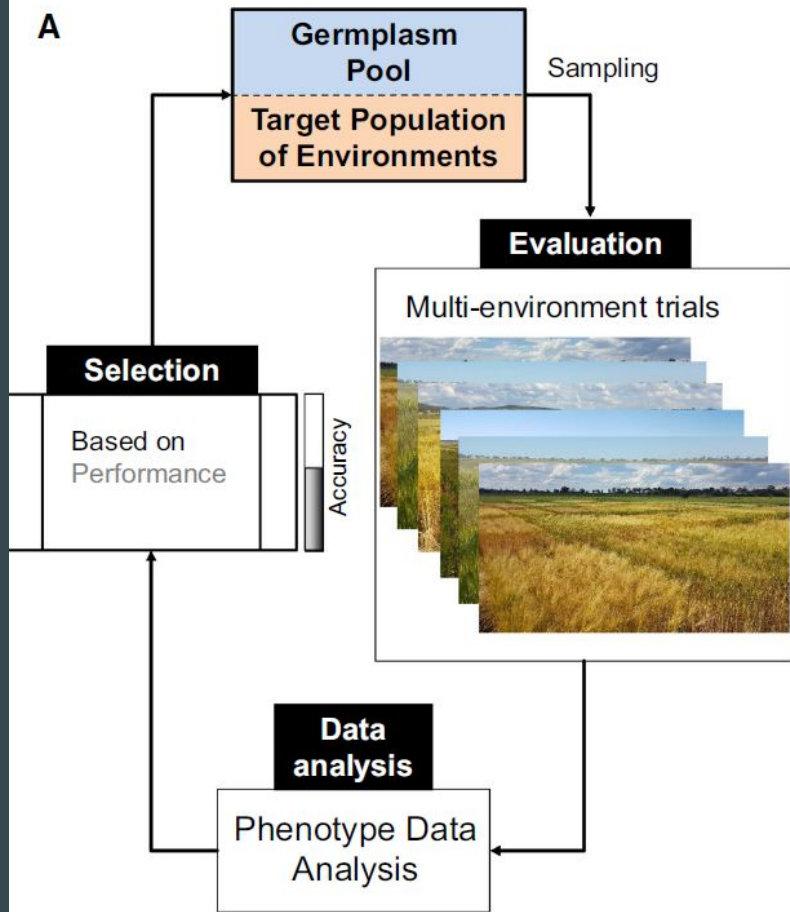 A
Germplasm
Pool
Target Population
of Environments
Sampling
Evaluation
Multi-environment trials
Selection
Based on
Performance
Accuracy
Data
analysis
Phenotype Data
Analysis